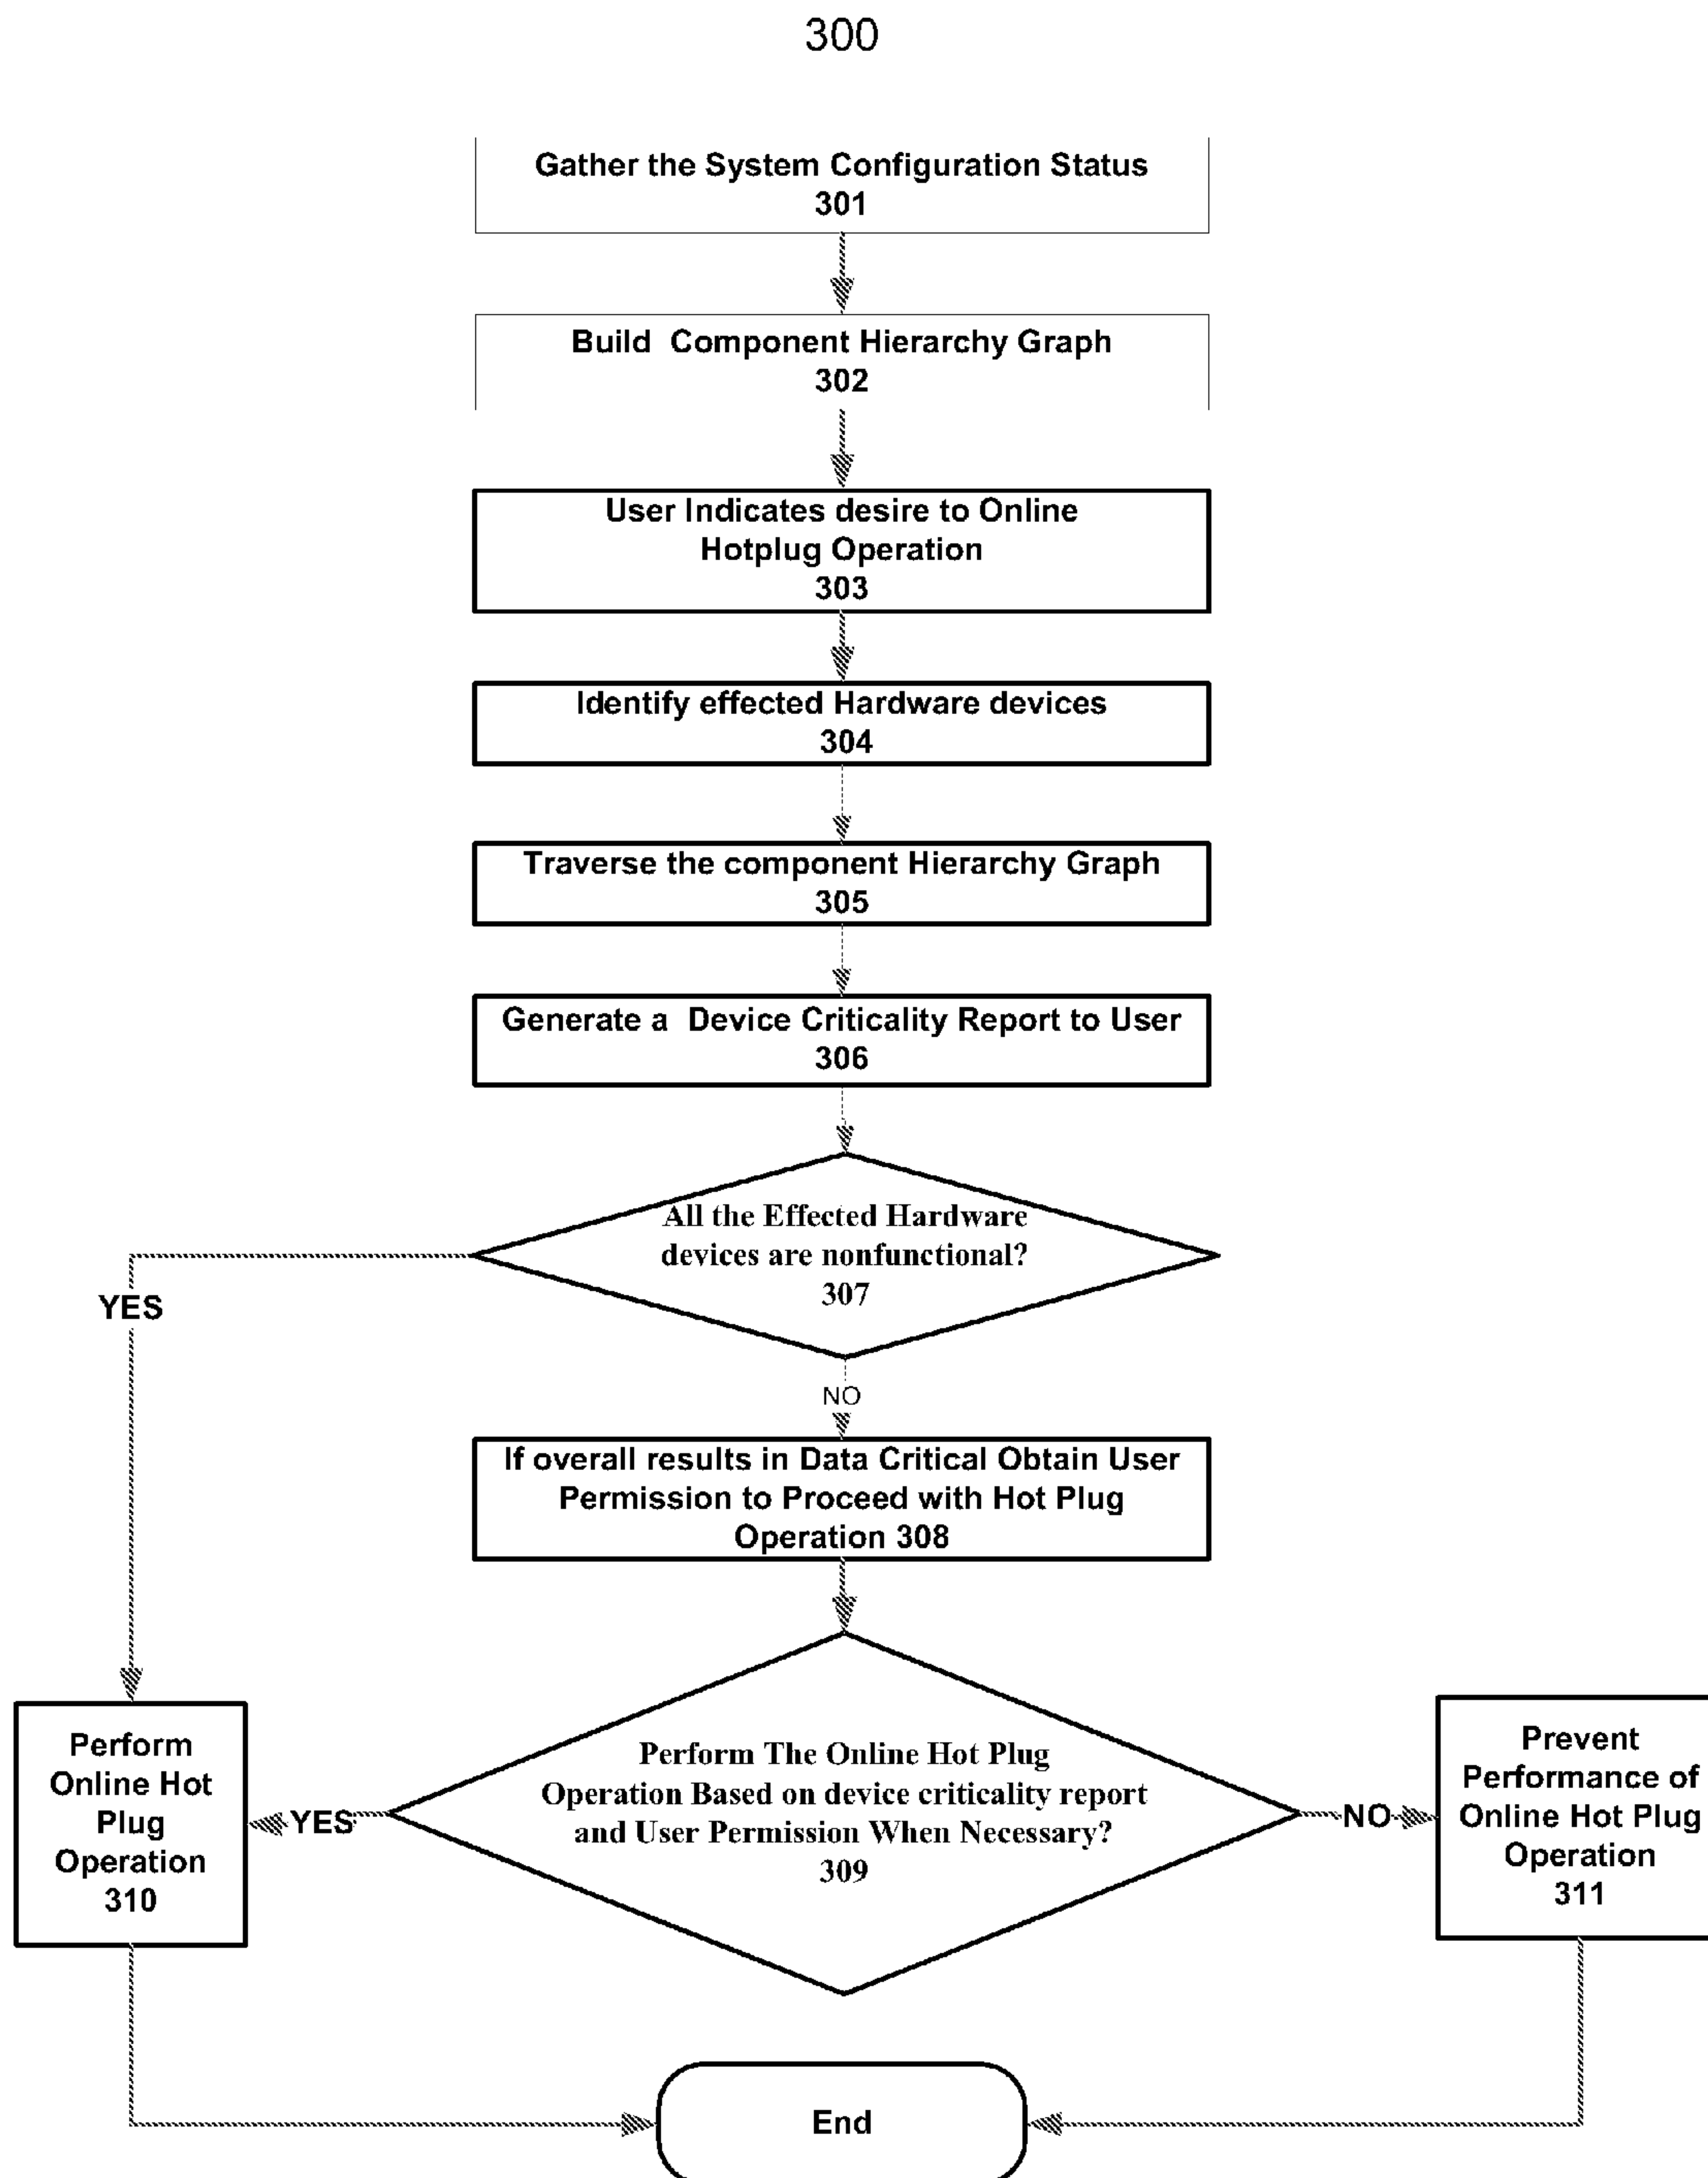 300
Gather the System Configuration Status
301
Build Component Hierarchy Graph
302
User Indicates desire to Online
Hotplug Operation
303
Identify effected Hardware devices
304
Traverse the component Hierarchy Graph
305
Generate a Device Criticality Report to User
306
All the Effected Hardware
devices are nonfunctional?
307
YES
NO
If overall results in Data Critical Obtain User
Permission to Proceed with Hot Plug
Operation 308
Perform The Online Hot Plug
Operation Based on device criticality report
and User Permission When Necessary?
309
YES
NO
Perform
Online Hot
Plug
Operation
310
Prevent
Performance of
Online Hot Plug
Operation
311
End